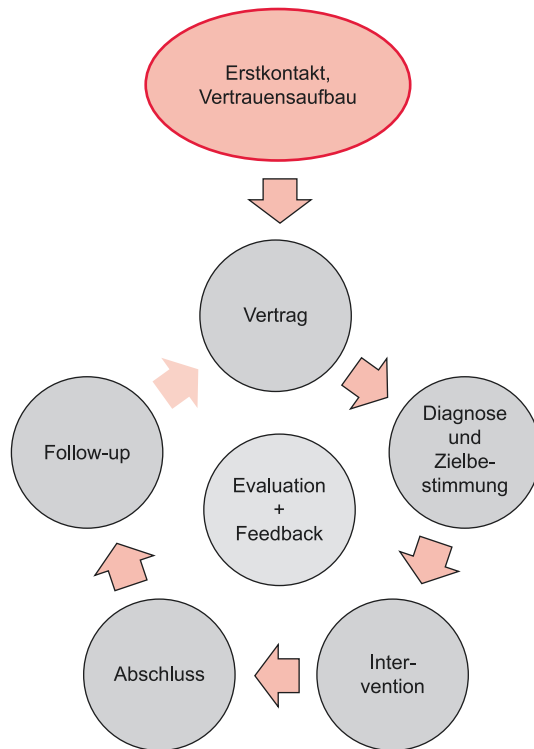 Erstkontakt,
Vertrauensaufbau
Vertrag
Diagnose
und
Zielbe-
stimmung
Follow-up
Evaluation
+
Feedback
Abschluss
Inter-
vention